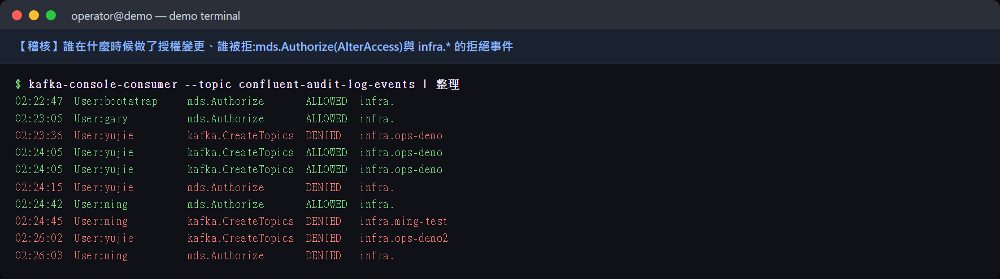 operator@demo — demo terminal
【稽核】誰在什麼時候做了授權變更、誰被拒:mds.Authorize(AlterAccess)與 infra.* 的拒絕事件
$ kafka-console-consumer --topic confluent-audit-log-events | 整理
02:22:47 User:bootstrap mds.Authorize ALLOWED infra.
02:23:05 User:gary mds.Authorize ALLOWED infra.
02:23:36 User:yujie kafka.CreateTopics DENIED infra.ops-demo
02:24:05 User:yujie kafka.CreateTopics ALLOWED infra.ops-demo
02:24:05 User:yujie kafka.CreateTopics ALLOWED infra.ops-demo
02:24:15 User:yujie mds.Authorize DENIED infra.
02:24:42 User:ming mds.Authorize ALLOWED infra.
02:24:45 User:ming kafka.CreateTopics DENIED infra.ming-test
02:26:02 User:yujie kafka.CreateTopics DENIED infra.ops-demo2
02:26:03 User:ming mds.Authorize DENIED infra.